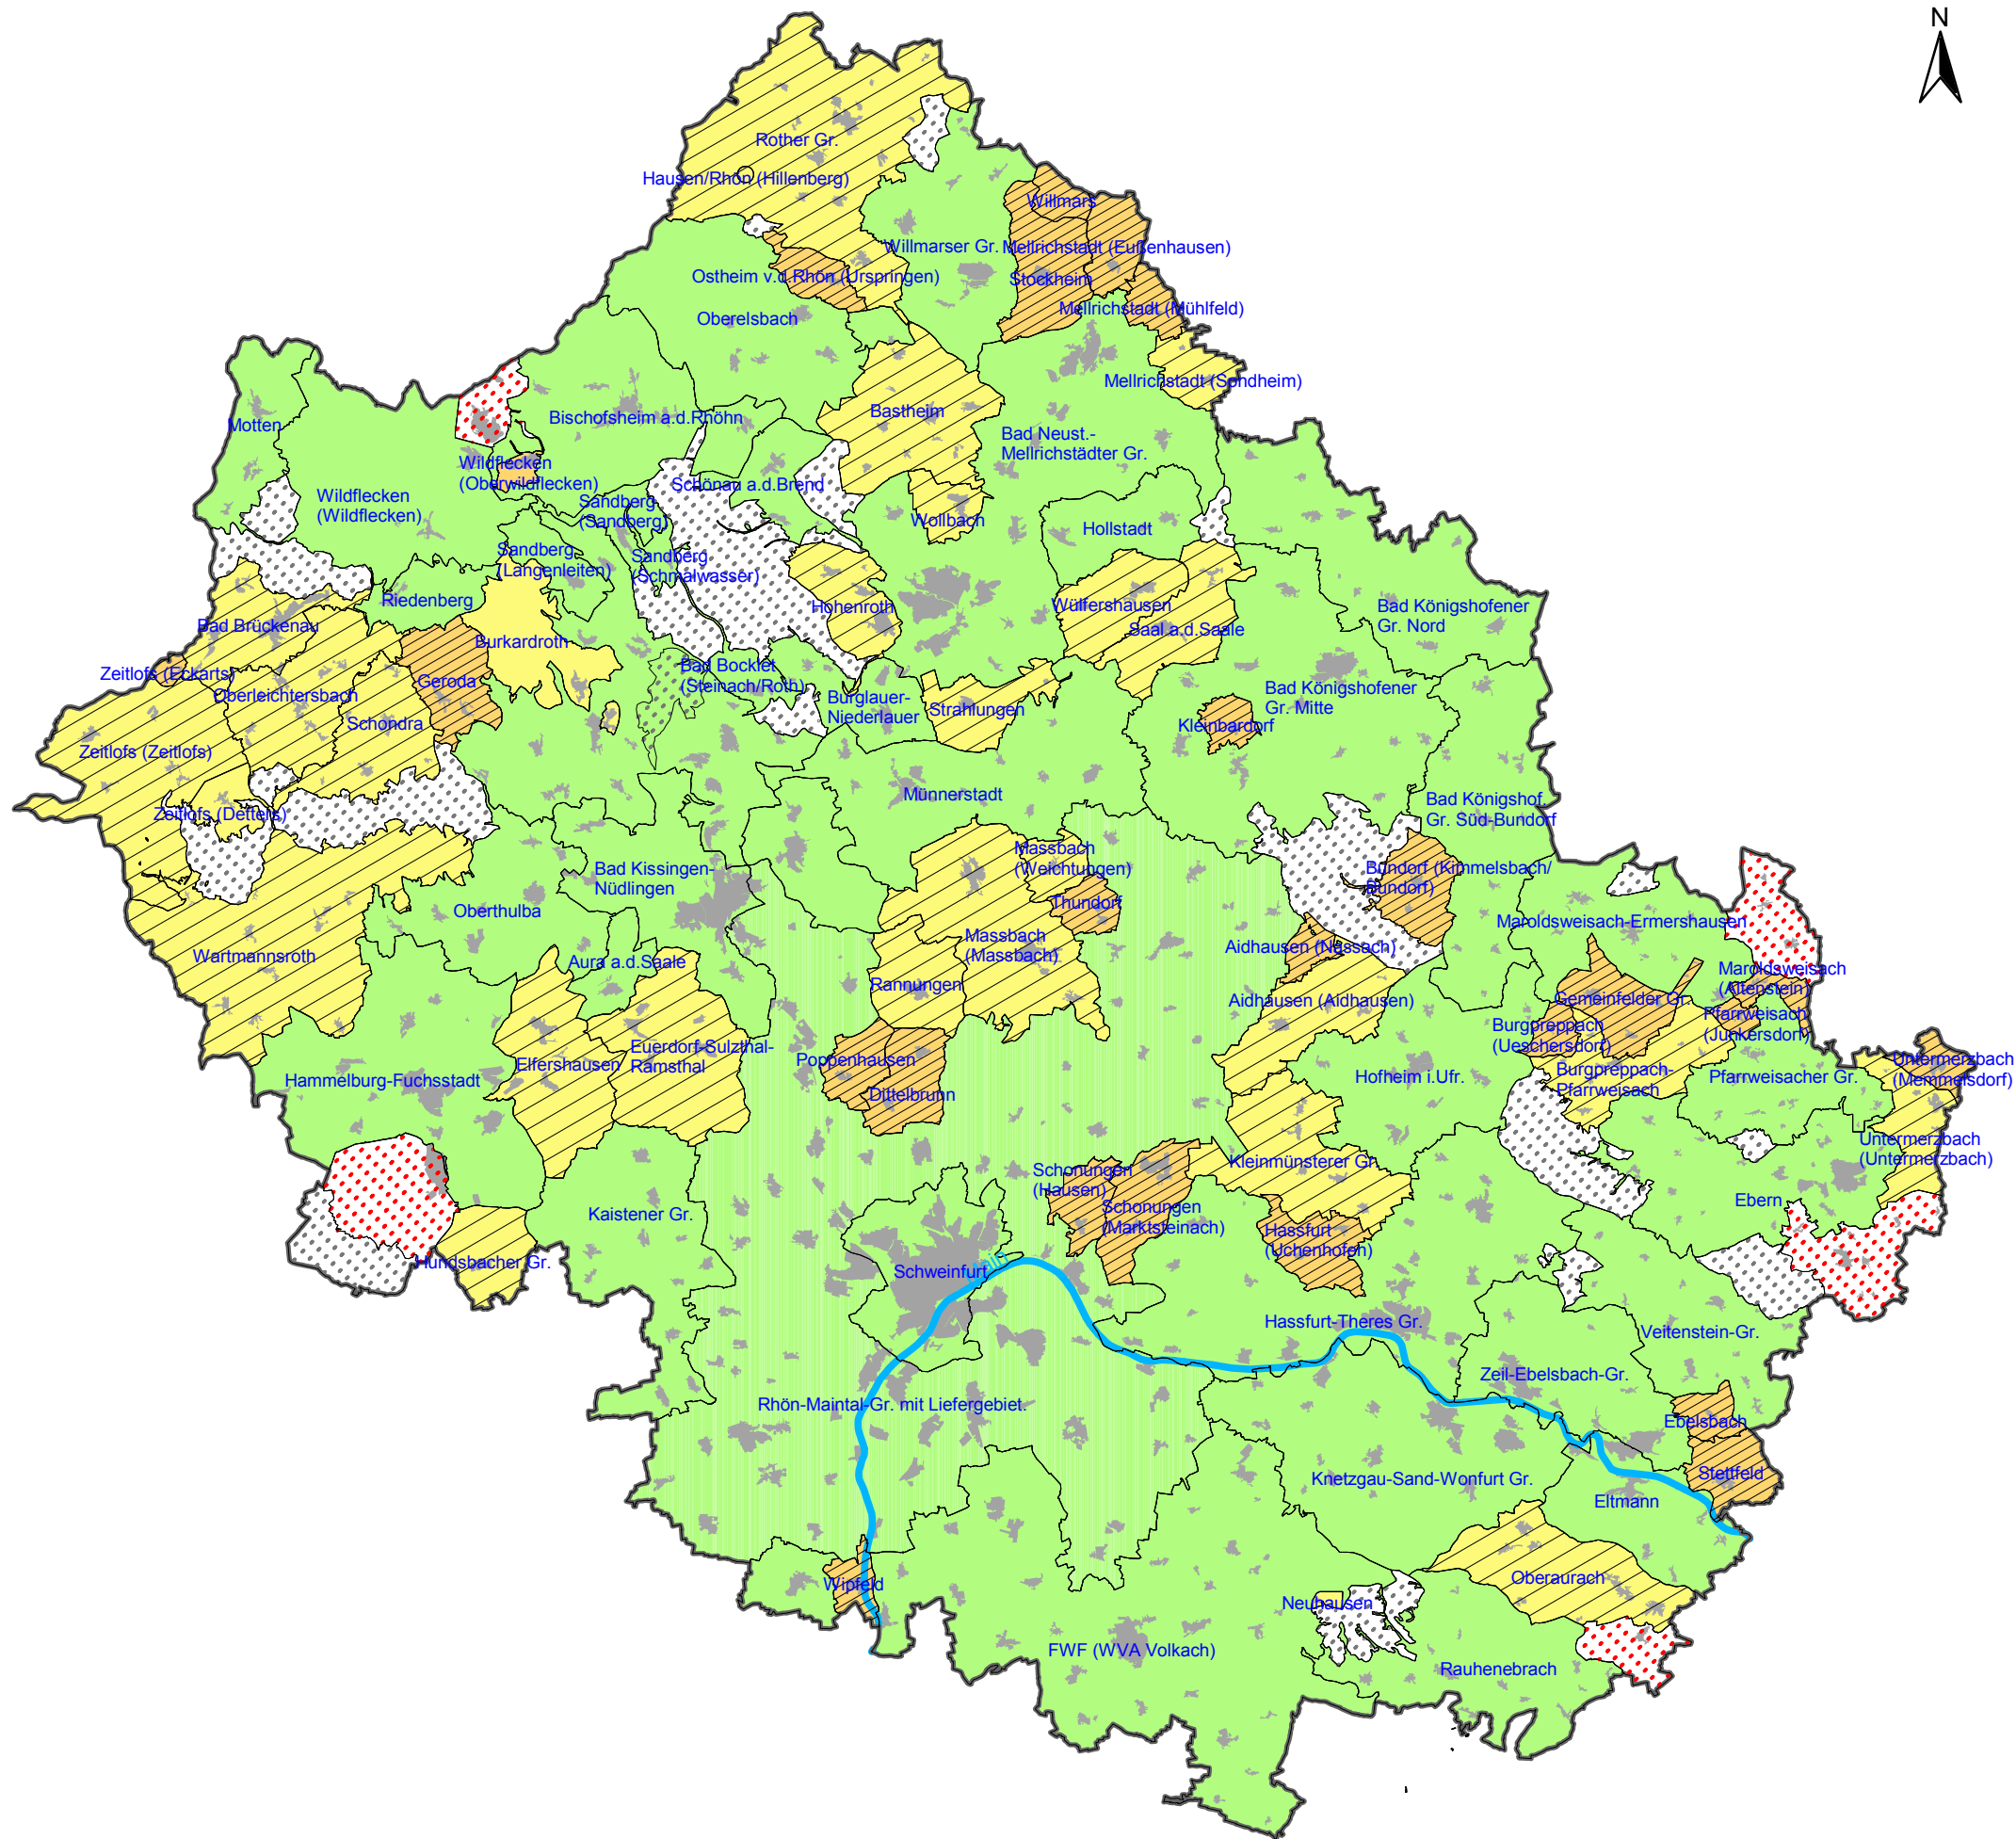 N
Rother Gr.
Hausen/Rhön (Hillenberg)
Willmars
Willmarser Gr.
Mellrichstadt (Eußenhausen)
Ostheim v.d.Rhön (Urspringen)
Stockheim
Mellrichstadt (Mühlfeld)
Oberelsbach
Mellrichstadt (Sondheim)
Bastheim
Bischofsheim a.d.Rhöhn
Motten
Bad Neust.-
Mellrichstädter Gr.
Wildflecken
(Oberwildflecken)
Schönau a.d.Brend
Wildflecken
(Wildflecken)
Sandberg
(Sandberg)
Wollbach
Hollstadt
Sandberg
(Langenleiten)
Sandberg
(Schmalwasser)
Riedenberg
Hohenroth
Wülfershausen
Bad Königshofener
Gr. Nord
Bad Brückenau
Saal a.d.Saale
Burkardroth
Zeitlofs (Eckarts)
Geroda
Bad Bocklet
(Steinach/Roth)
Oberleichtersbach
Burglauer-
Niederlauer
Strahlungen
Bad Königshofener
Gr. Mitte
Schondra
Kleinbardorf
Zeitlofs (Zeitlofs)
Münnerstadt
Bad Königshof.
Gr. Süd-Bundorf
Zeitlofs (Detters)
Massbach
(Weichtungen)
Bad Kissingen-
Nüdlingen
Bundorf (Kimmelsbach/
Bundorf)
Thundorf
Oberthulba
Maroldsweisach-Ermershausen
Massbach
(Massbach)
Aidhausen (Nassach)
Wartmannsroth
Aura a.d.Saale
Maroldsweisach
(Altenstein)
Rannungen
Aidhausen (Aidhausen)
Gemeinfelder Gr.
Pfarrweisach
(Junkersdorf)
Burgpreppach
(Ueschersdorf)
Euerdorf-Sulzthal-
Ramsthal
Poppenhausen
Elfershausen
Untermerzbach
(Memmelsdorf)
Hammelburg-Fuchsstadt
Hofheim i.Ufr.
Burgpreppach-
Pfarrweisach
Pfarrweisacher Gr.
Dittelbrunn
Untermerzbach
(Untermerzbach)
Kleinmünsterer Gr.
Schonungen
(Hausen)
Ebern
Schonungen
(Marktsteinach)
Kaistener Gr.
Hassfurt
(Uchenhofen)
Hundsbacher Gr.
Main
Schweinfurt
Hassfurt-Theres Gr.
Veitenstein-Gr.
Zeil-Ebelsbach-Gr.
Rhön-Maintal-Gr. mit Liefergebiet.
Ebelsbach
Stettfeld
Knetzgau-Sand-Wonfurt Gr.
Eltmann
Wipfeld
Oberaurach
Neuhausen
FWF (WVA Volkach)
Rauhenebrach